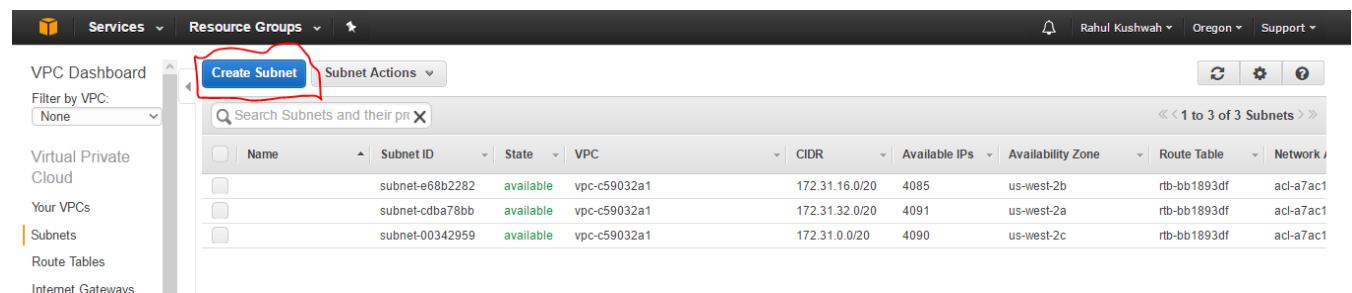 Services Resource Groups Rahul Kushwah Oregon Support
VPC Dashboard
Filter by VPC:
None
Virtual Private
Cloud
Your VPCs
Subnets
Route Tables
Internet Gateways
Create Subnet Subnet Actions
Search Subnets and their pr
1 to 3 of 3 Subnets
Name Subnet ID State VPC CIDR Available IPs Availability Zone Route Table Network A
subnet-e68b2282 available vpc-c59032a1 172.31.16.0/20 4085 us-west-2b rtb-bb1893df acl-a7ac1
subnet-cdba78bb available vpc-c59032a1 172.31.32.0/20 4091 us-west-2a rtb-bb1893df acl-a7ac1
subnet-00342959 available vpc-c59032a1 172.31.0.0/20 4090 us-west-2c rtb-bb1893df acl-a7ac1